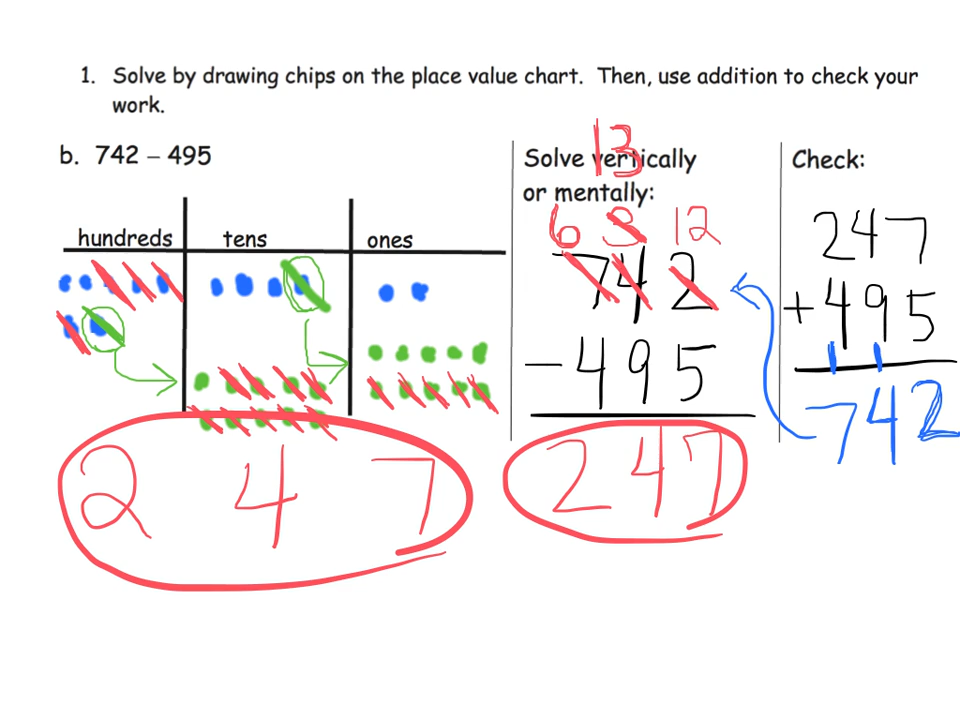 1. Solve by drawing chips on the place value chart. Then, use addition to check your
work.
b. 742 – 495
hundreds
tens
ones
2 4 7
Solve vertically
or mentally:
13
6 3 12
742
-495
247
Check:
247
+495
742